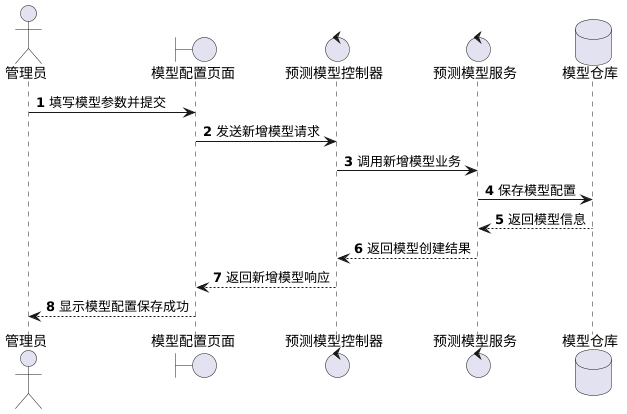 管理员
模型配置页面
预测模型控制器
预测模型服务
模型仓库
1 填写模型参数并提交
2 发送新增模型请求
3 调用新增模型业务
4 保存模型配置
5 返回模型信息
6 返回模型创建结果
7 返回新增模型响应
8 显示模型配置保存成功
管理员
模型配置页面
预测模型控制器
预测模型服务
模型仓库